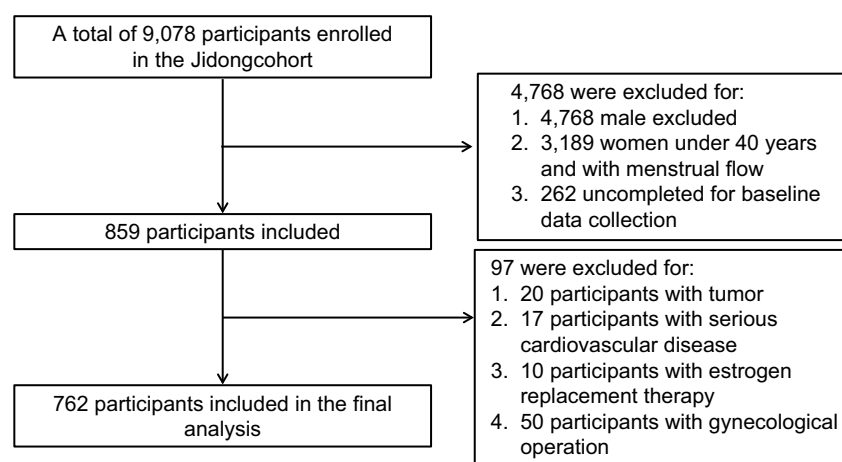 A total of 9,078 participants enrolled
in the Jidongcohort
4,768 were excluded for:
1. 4,768 male excluded
2. 3,189 women under 40 years
and with menstrual flow
3. 262 uncompleted for baseline
data collection
859 participants included
97 were excluded for:
1. 20 participants with tumor
2. 17 participants with serious
cardiovascular disease
3. 10 participants with estrogen
replacement therapy
4. 50 participants with gynecological
operation
762 participants included in the final
analysis